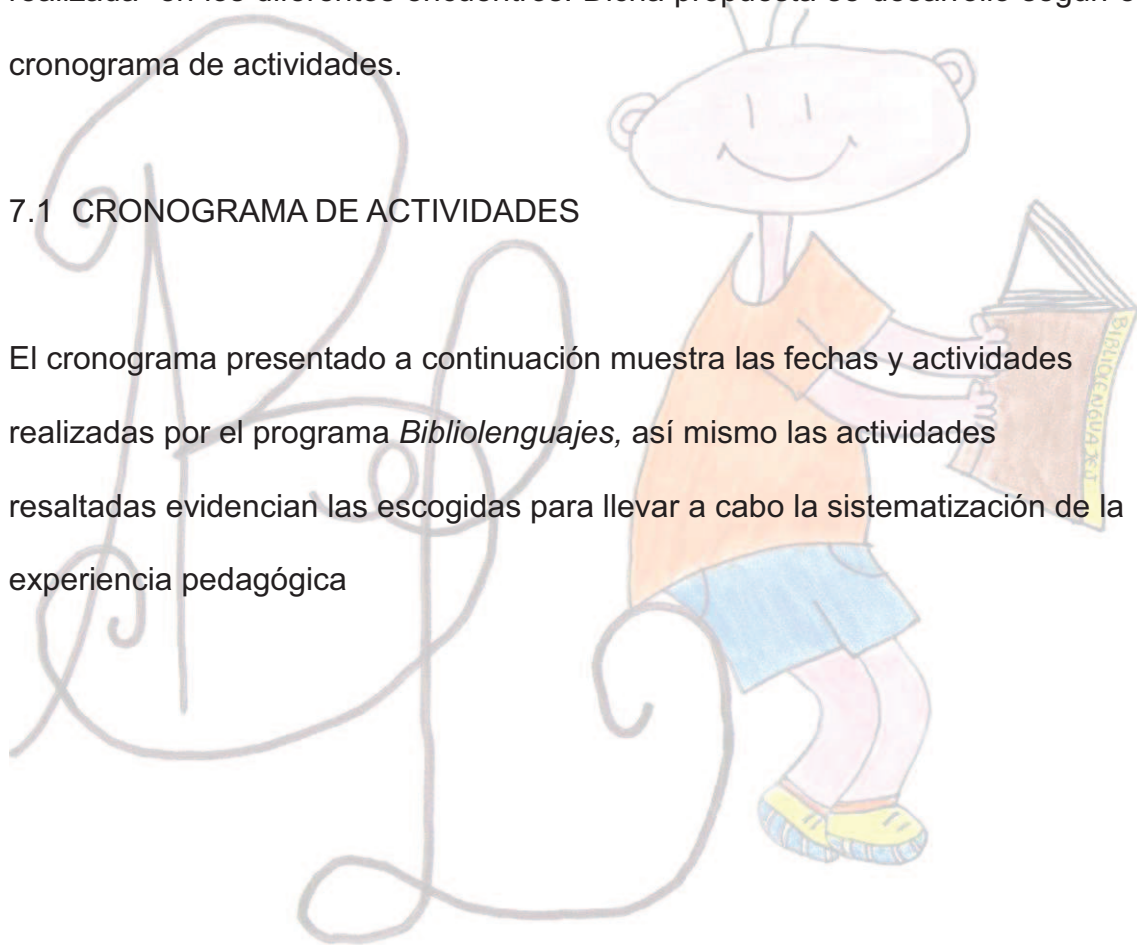 cronograma de actividades.
7.1 CRONOGRAMA DE ACTIVIDADES
El cronograma presentado a continuación muestra las fechas y actividades
realizadas por el programa Bibliolenguajes, así mismo las actividades
resaltadas evidencian las escogidas para llevar a cabo la sistematización de la
experiencia pedagógica
BIBLIOLENGUAJES
BL